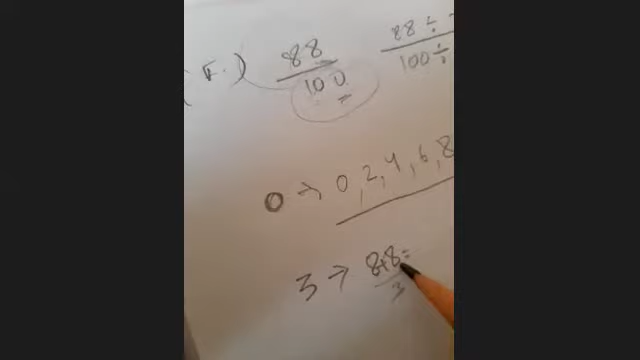 88/100 88÷/100÷
0 → 0, 2, 4, 6, 8
3 → 8+8=/3